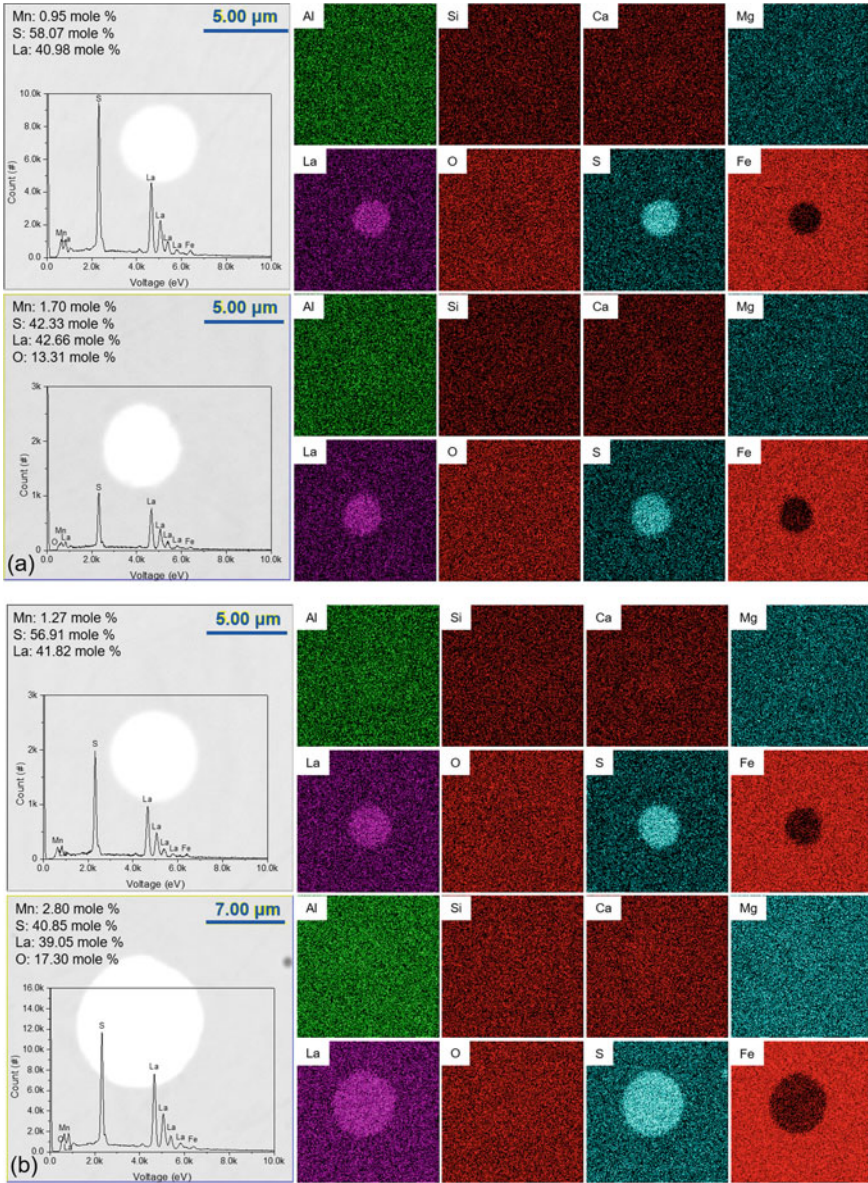 Mn: 0.95 mole %
S: 58.07 mole %
La: 40.98 mole %
5.00 µm
10.0k
8.0k
6.0k
4.0k
2.0k
0.0
Count (#)
S
La
La
La
La
Fe
Mn
0.0 2.0k 4.0k 6.0k 8.0k 10.0k
Voltage (eV)
Al Si Ca Mg
La O S Fe
Mn: 1.70 mole %
S: 42.33 mole %
La: 42.66 mole %
O: 13.31 mole %
5.00 µm
3k
2k
1k
0
Count (#)
S
La
La
La
La
Fe
Mn
La
O
0.0 2.0k 4.0k 6.0k 8.0k 10.0k
Voltage (eV)
(a)
Al Si Ca Mg
La O S Fe
Mn: 1.27 mole %
S: 56.91 mole %
La: 41.82 mole %
5.00 µm
3k
2k
1k
0
Count (#)
S
La
La
La
La
Fe
Mn
0.0 2.0k 4.0k 6.0k 8.0k 10.0k
Voltage (eV)
Al Si Ca Mg
La O S Fe
Mn: 2.80 mole %
S: 40.85 mole %
La: 39.05 mole %
O: 17.30 mole %
7.00 µm
16.0k
14.0k
12.0k
10.0k
8.0k
6.0k
4.0k
2.0k
0.0
Count (#)
S
La
La
La
La
Fe
Mn
O
La
0.0 2.0k 4.0k 6.0k 8.0k 10.0k
Voltage (eV)
(b)
Al Si Ca Mg
La O S Fe